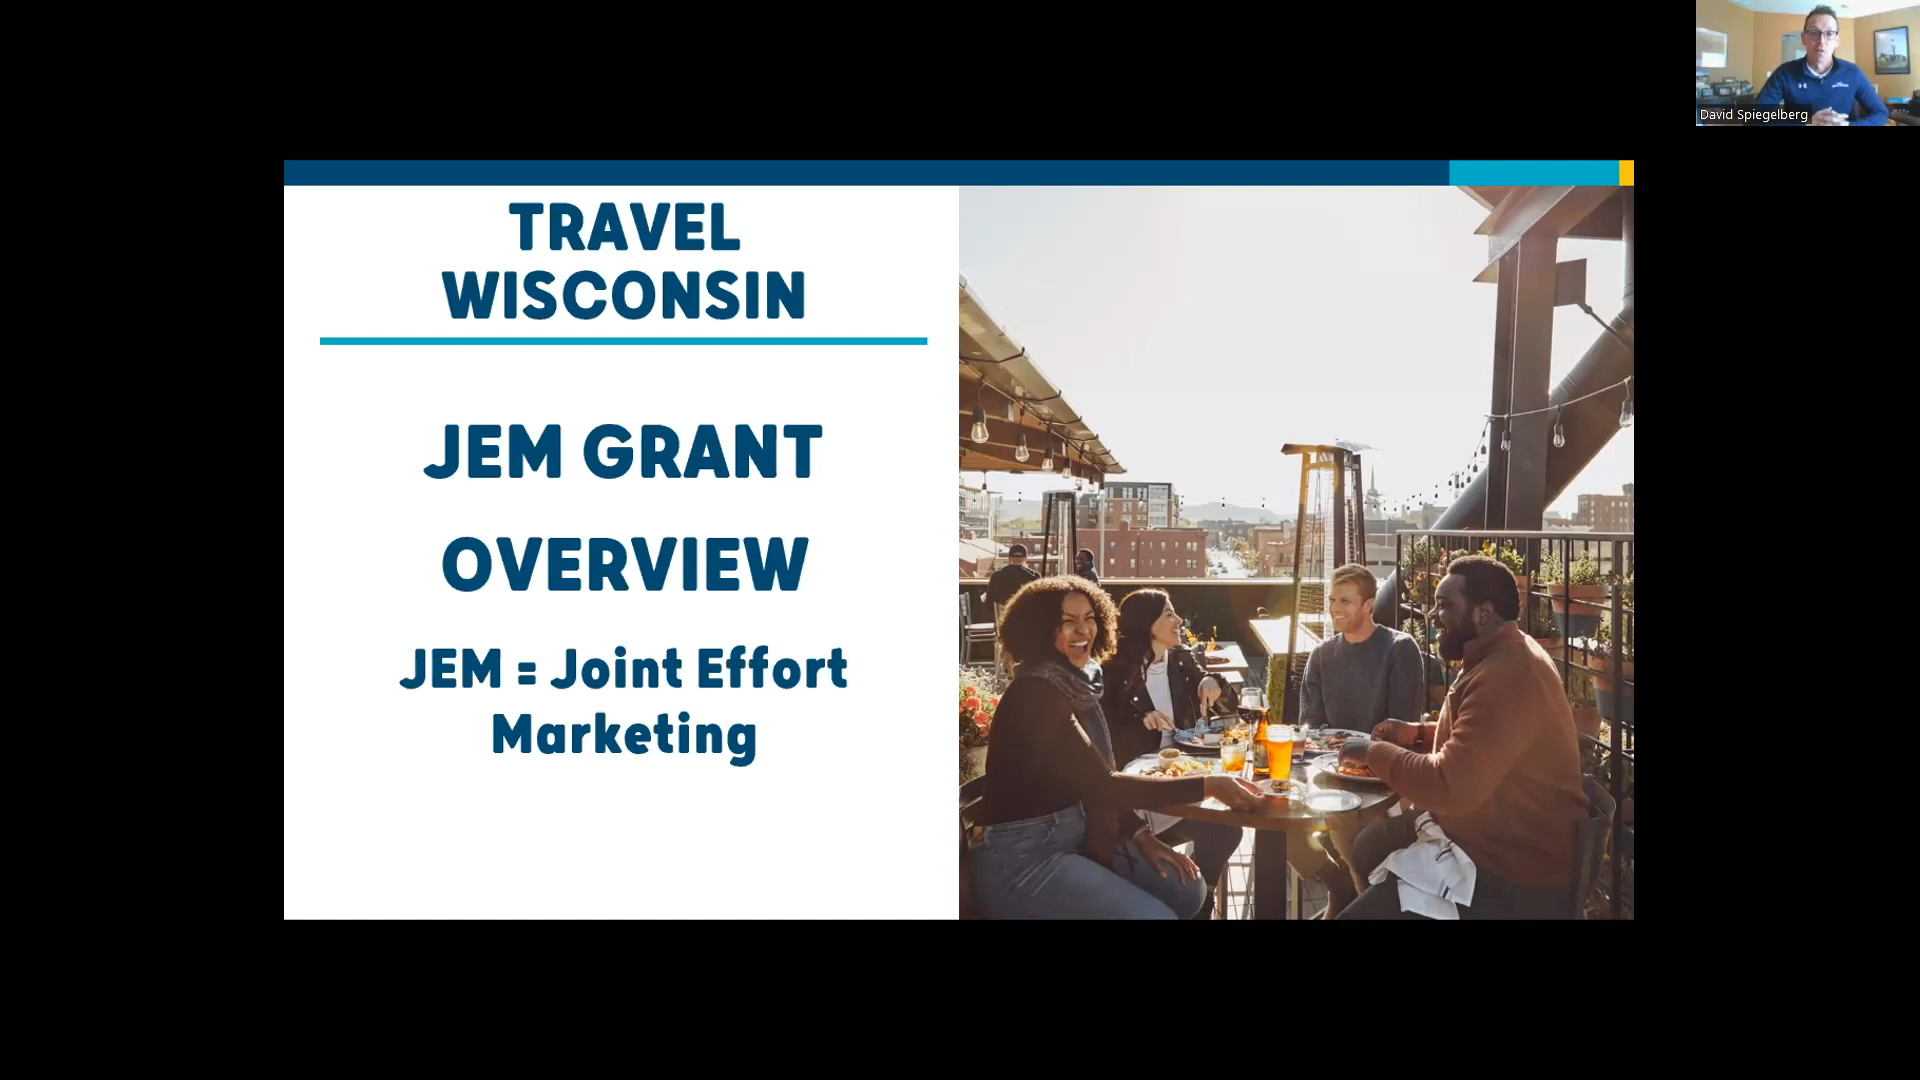 David Spiegelberg
TRAVEL
WISCONSIN
JEM GRANT
OVERVIEW
JEM = Joint Effort
Marketing